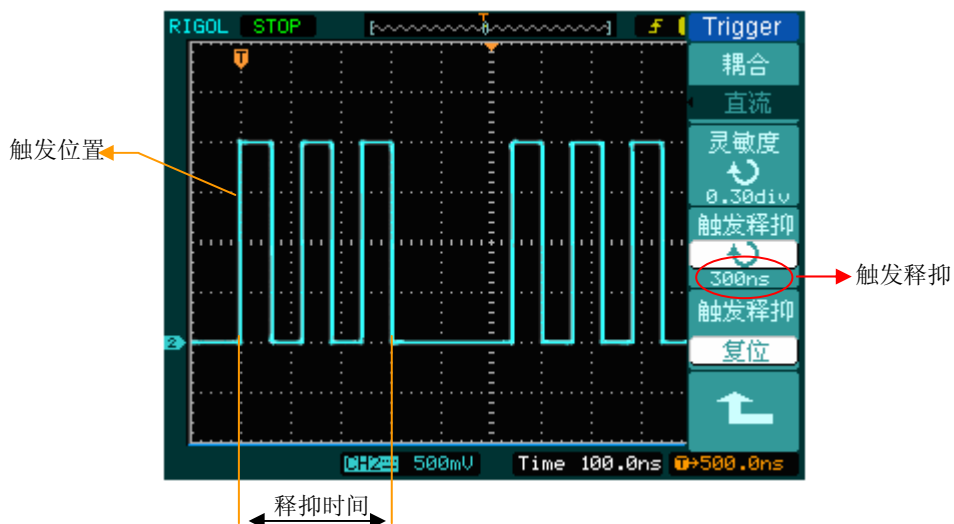 RIGOL STOP
T
T
Trigger
耦合
直流
灵敏度
0.30div
触发释抑
300ns
触发释抑
复位
触发位置
触发释抑
2
CH2 500mV Time 100.0ns T→500.0ns
释抑时间